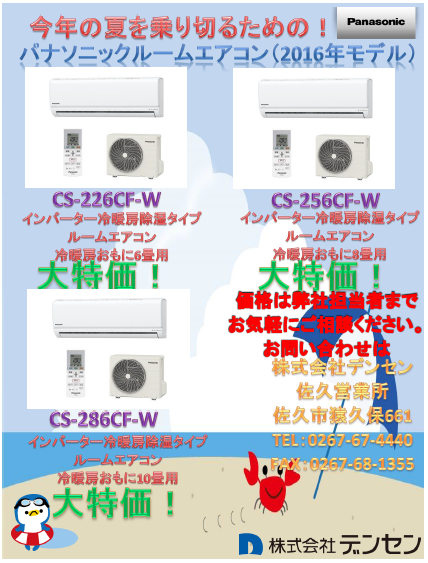 今年の夏を乗り切るための！
Panasonic
パナソニックルームエアコン（2016年モデル）
CS-226CF-W
インバーター冷暖房除湿タイプ
ルームエアコン
冷暖房おもに6畳用
大特価！
CS-256CF-W
インバーター冷暖房除湿タイプ
ルームエアコン
冷暖房おもに8畳用
大特価！
CS-286CF-W
インバーター冷暖房除湿タイプ
ルームエアコン
冷暖房おもに10畳用
大特価！
価格は弊社担当者まで
お気軽にご相談ください。
お問い合わせは
株式会社デンセン
佐久営業所
佐久市猿久保661
TEL：0267-67-4440
FAX：0267-68-1355
株式会社デンセン